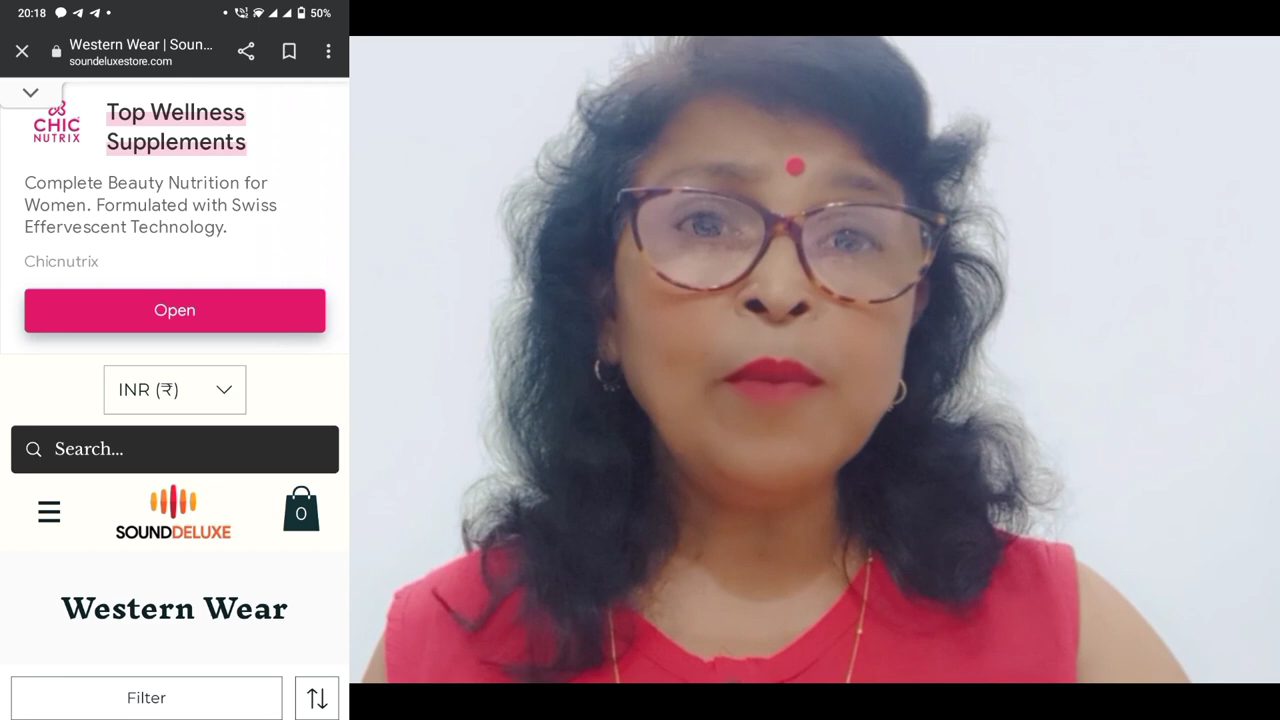 20:18
50%
Western Wear | Soun...
soundeluxestore.com
CHIC
NUTRIX
Top Wellness
Supplements
Complete Beauty Nutrition for
Women. Formulated with Swiss
Effervescent Technology.
Chicnutrix
Open
INR (₹)
Search...
0
SOUNDDELUXE
Western Wear
Filter